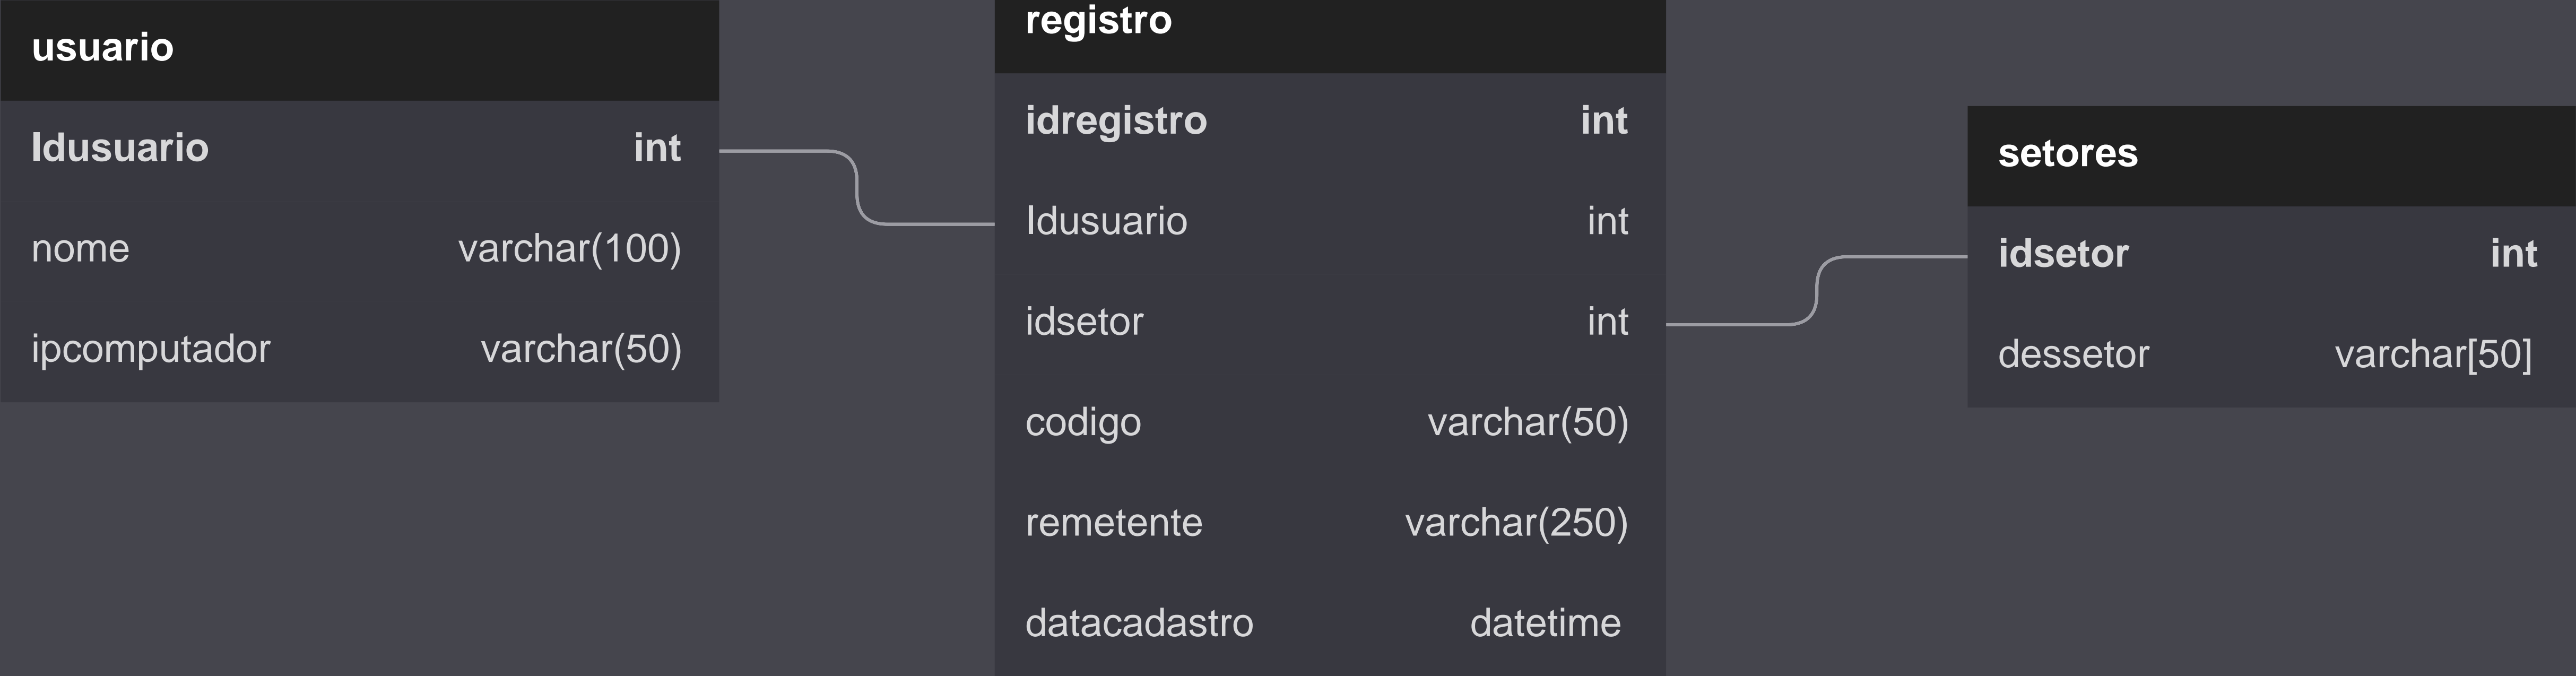 usuario
Idusuario int
nome varchar(100)
ipcomputador varchar(50)
registro
idregistro int
Idusuario int
idsetor int
codigo varchar(50)
remetente varchar(250)
datacadastro datetime
setores
idsetor int
dessetor varchar[50]